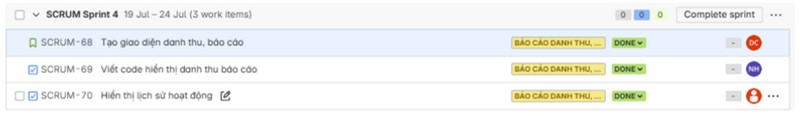 SCRUM Sprint 4 19 Jul – 24 Jul (3 work items) 0 0 0 Complete sprint ...
SCRUM-68 Tạo giao diện danh thu, báo cáo BÁO CÁO DANH THU, ... DONE - DC
SCRUM-69 Viết code hiển thị danh thu báo cáo BÁO CÁO DANH THU, ... DONE - NH
SCRUM-70 Hiển thị lịch sử hoạt động BÁO CÁO DANH THU, ... DONE - ...